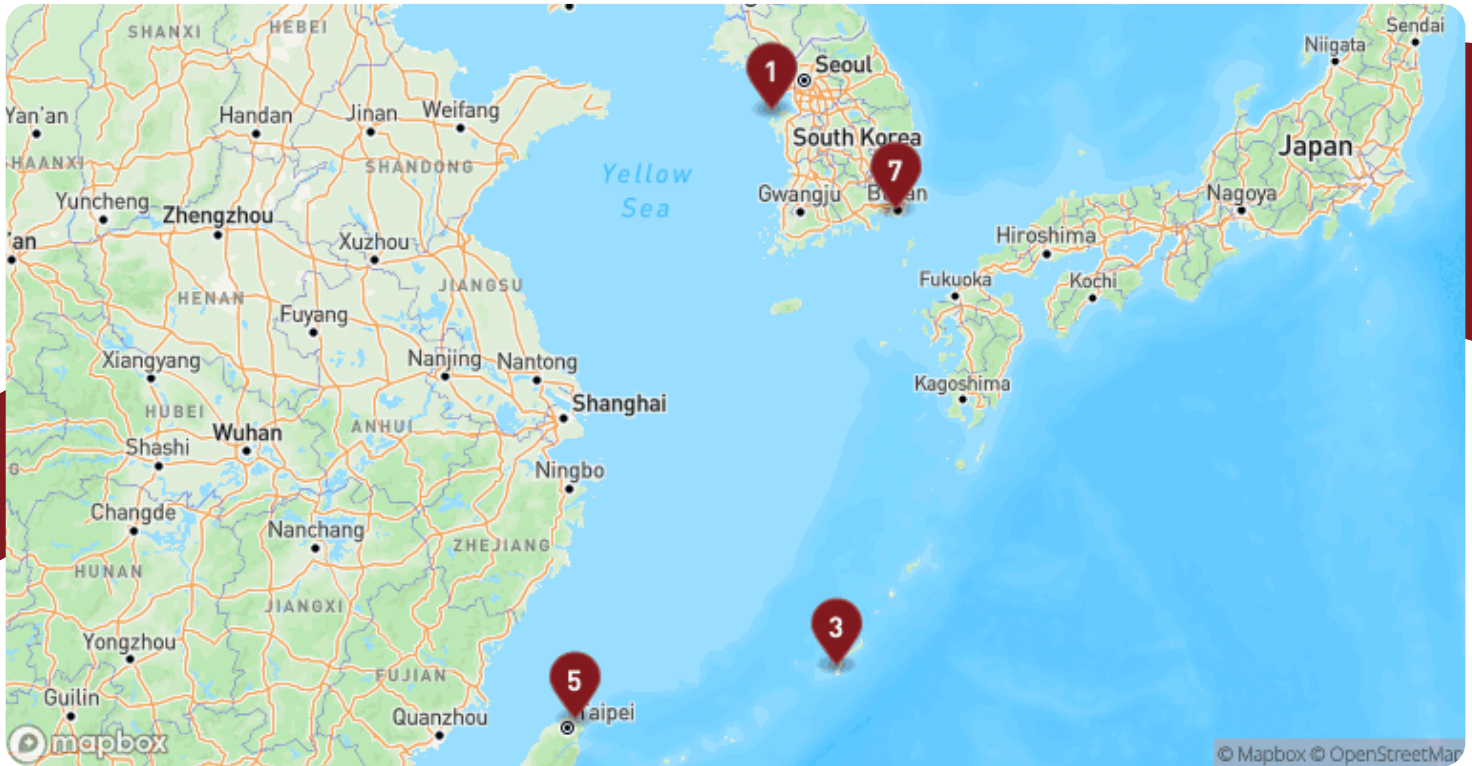 SHANXI
HEBEI
Sendai
Niigata
1
Seoul
Yan'an
Handan
Jinan
Weifang
South Korea
Japan
HAANXI
SHANDONG
Yellow
Sea
7
Gwangju
Nagoya
Yuncheng
Zhengzhou
Xuzhou
an
Hiroshima
JIANGSU
Fukuoka
Kochi
HENAN
Fuyang
Xiangyang
Nanjing
Nantong
Kagoshima
HUBEI
Shanghai
ANHUI
Wuhan
Shashi
G
Ningbo
Changde
Nanchang
ZHEJIANG
HUNAN
JIANGXI
3
Yongzhou
FUJIAN
5
Guilin
Quanzhou
Taipei
mapbox
© Mapbox © OpenStreetMap